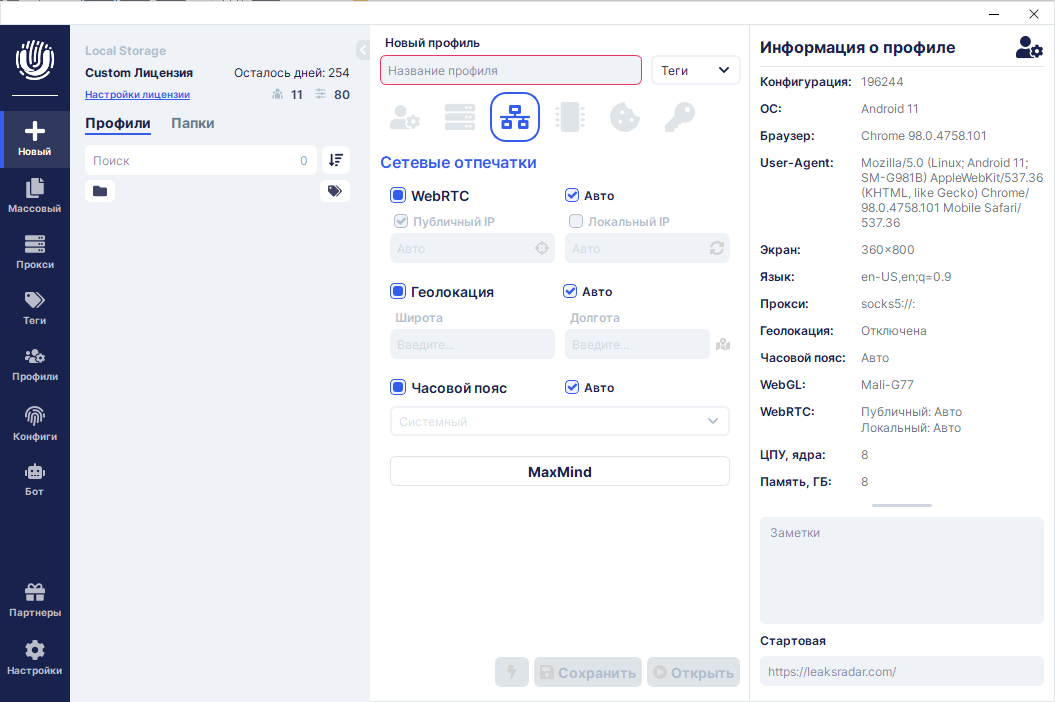 Новый
Массовый
Прокси
Теги
Профили
Конфиги
Бот
Партнеры
Настройки
Local Storage
Custom Лицензия
Осталось дней: 254
Настройки лицензии
11
80
Профили
Папки
Поиск
0
Новый профиль
Название профиля
Теги
Сетевые отпечатки
WebRTC
Авто
Публичный IP
Локальный IP
Авто
Авто
Геолокация
Авто
Широта
Долгота
Введите...
Введите...
Часовой пояс
Авто
Системный
MaxMind
Сохранить
Открыть
Информация о профиле
Конфигурация: 196244
ОС: Android 11
Браузер: Chrome 98.0.4758.101
User-Agent: Mozilla/5.0 (Linux; Android 11;
SM-G981B) AppleWebKit/537.36
(KHTML, like Gecko) Chrome/
98.0.4758.101 Mobile Safari/
537.36
Экран: 360×800
Язык: en-US,en;q=0.9
Прокси: socks5://:
Геолокация: Отключена
Часовой пояс: Авто
WebGL: Mali-G77
WebRTC: Публичный: Авто
Локальный: Авто
ЦПУ, ядра: 8
Память, ГБ: 8
Заметки
Стартовая
https://leaksradar.com/